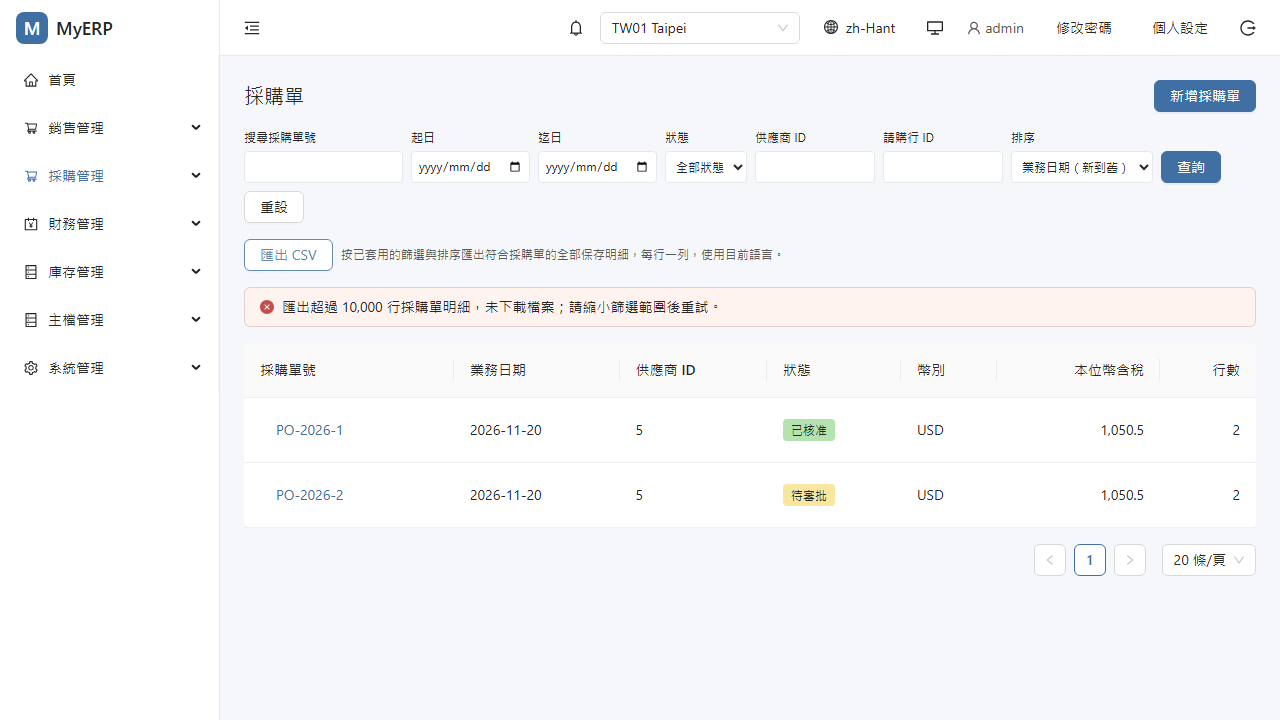 M MyERP
TW01 Taipei
zh-Hant
admin
修改密碼
個人設定
首頁
銷售管理
採購管理
財務管理
庫存管理
主檔管理
系統管理
採購單
新增採購單
搜尋採購單號
起日
迄日
狀態
供應商 ID
請購行 ID
排序
yyyy/mm/dd
yyyy/mm/dd
全部狀態
業務日期（新到舊）
查詢
重設
匯出 CSV
按已套用的篩選與排序匯出符合採購單的全部保存明細，每行一列，使用目前語言。
匯出超過 10,000 行採購單明細，未下載檔案；請縮小篩選範圍後重試。
採購單號 業務日期 供應商 ID 狀態 幣別 本位幣含稅 行數
PO-2026-1 2026-11-20 5 已核准 USD 1,050.5 2
PO-2026-2 2026-11-20 5 待審批 USD 1,050.5 2
1
20 條/頁